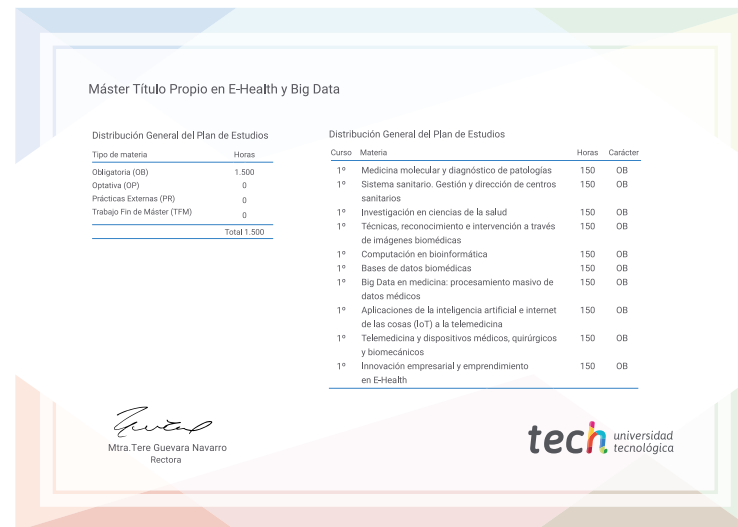 Máster Título Propio en E-Health y Big Data
Distribución General del Plan de Estudios
Tipo de materia Horas
Obligatoria (OB) 1.500
Optativa (OP) 0
Prácticas Externas (PR) 0
Trabajo Fin de Máster (TFM) 0
Total 1.500
Distribución General del Plan de Estudios
Curso Materia Horas Carácter
1º Medicina molecular y diagnóstico de patologías 150 OB
1º Sistema sanitario. Gestión y dirección de centros 150 OB
sanitarios
1º Investigación en ciencias de la salud 150 OB
1º Técnicas, reconocimiento e intervención a través 150 OB
de imágenes biomédicas
1º Computación en bioinformática 150 OB
1º Bases de datos biomédicas 150 OB
1º Big Data en medicina: procesamiento masivo de 150 OB
datos médicos
1º Aplicaciones de la inteligencia artificial e internet 150 OB
de las cosas (IoT) a la telemedicina
1º Telemedicina y dispositivos médicos, quirúrgicos 150 OB
y biomecánicos
1º Innovación empresarial y emprendimiento 150 OB
en E-Health
Mtra.Tere Guevara Navarro
Rectora
tech universidad
tecnológica